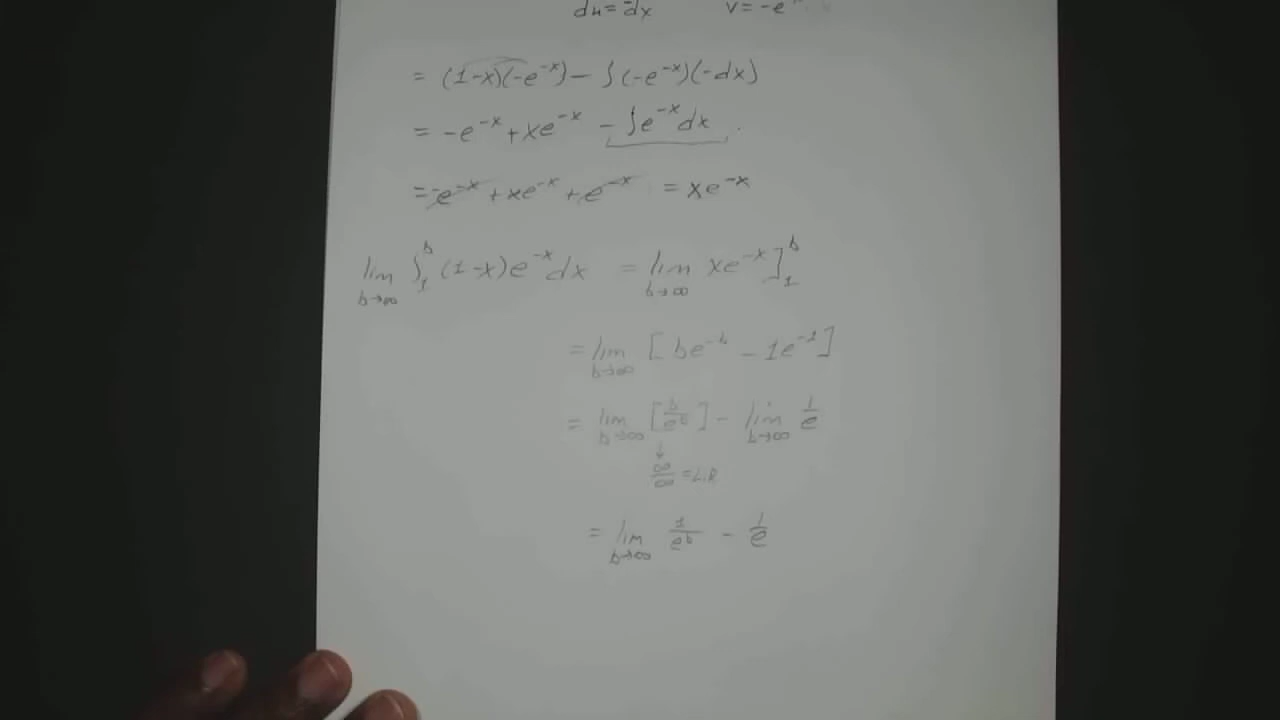 du = -dx v = -e
= (1-x)(-e^-x) - ∫(-e^-x)(-dx)
= -e^-x + xe^-x - ∫e^-x dx
= -e^-x + xe^-x + e^-x = xe^-x
lim b→∞ ∫₁^b (1-x)e^-x dx = lim b→∞ xe^-x ]₁^b
= lim b→∞ [be^-b - 1e^-1]
= lim b→∞ [b/e^b] - lim b→∞ 1/e
↓
∞/∞ = L.R
= lim b→∞ 1/e^b - 1/e